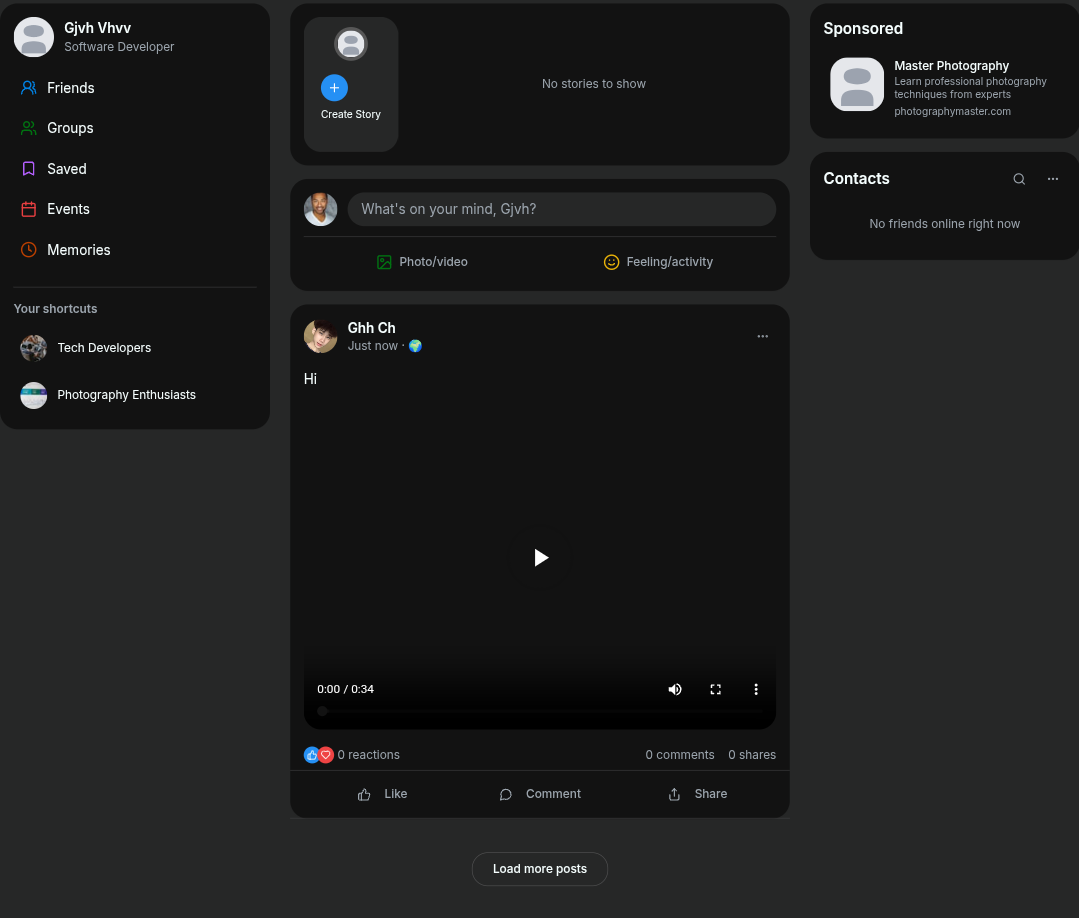 Gjvh Vhvv
Software Developer
Friends
Groups
Saved
Events
Memories
Your shortcuts
Tech Developers
Photography Enthusiasts
Create Story
No stories to show
What's on your mind, Gjvh?
Photo/video
Feeling/activity
Ghh Ch
Just now · 🌍
Hi
0:00 / 0:34
0 reactions
0 comments 0 shares
Like
Comment
Share
Load more posts
Sponsored
Master Photography
Learn professional photography
techniques from experts
photographymaster.com
Contacts
No friends online right now